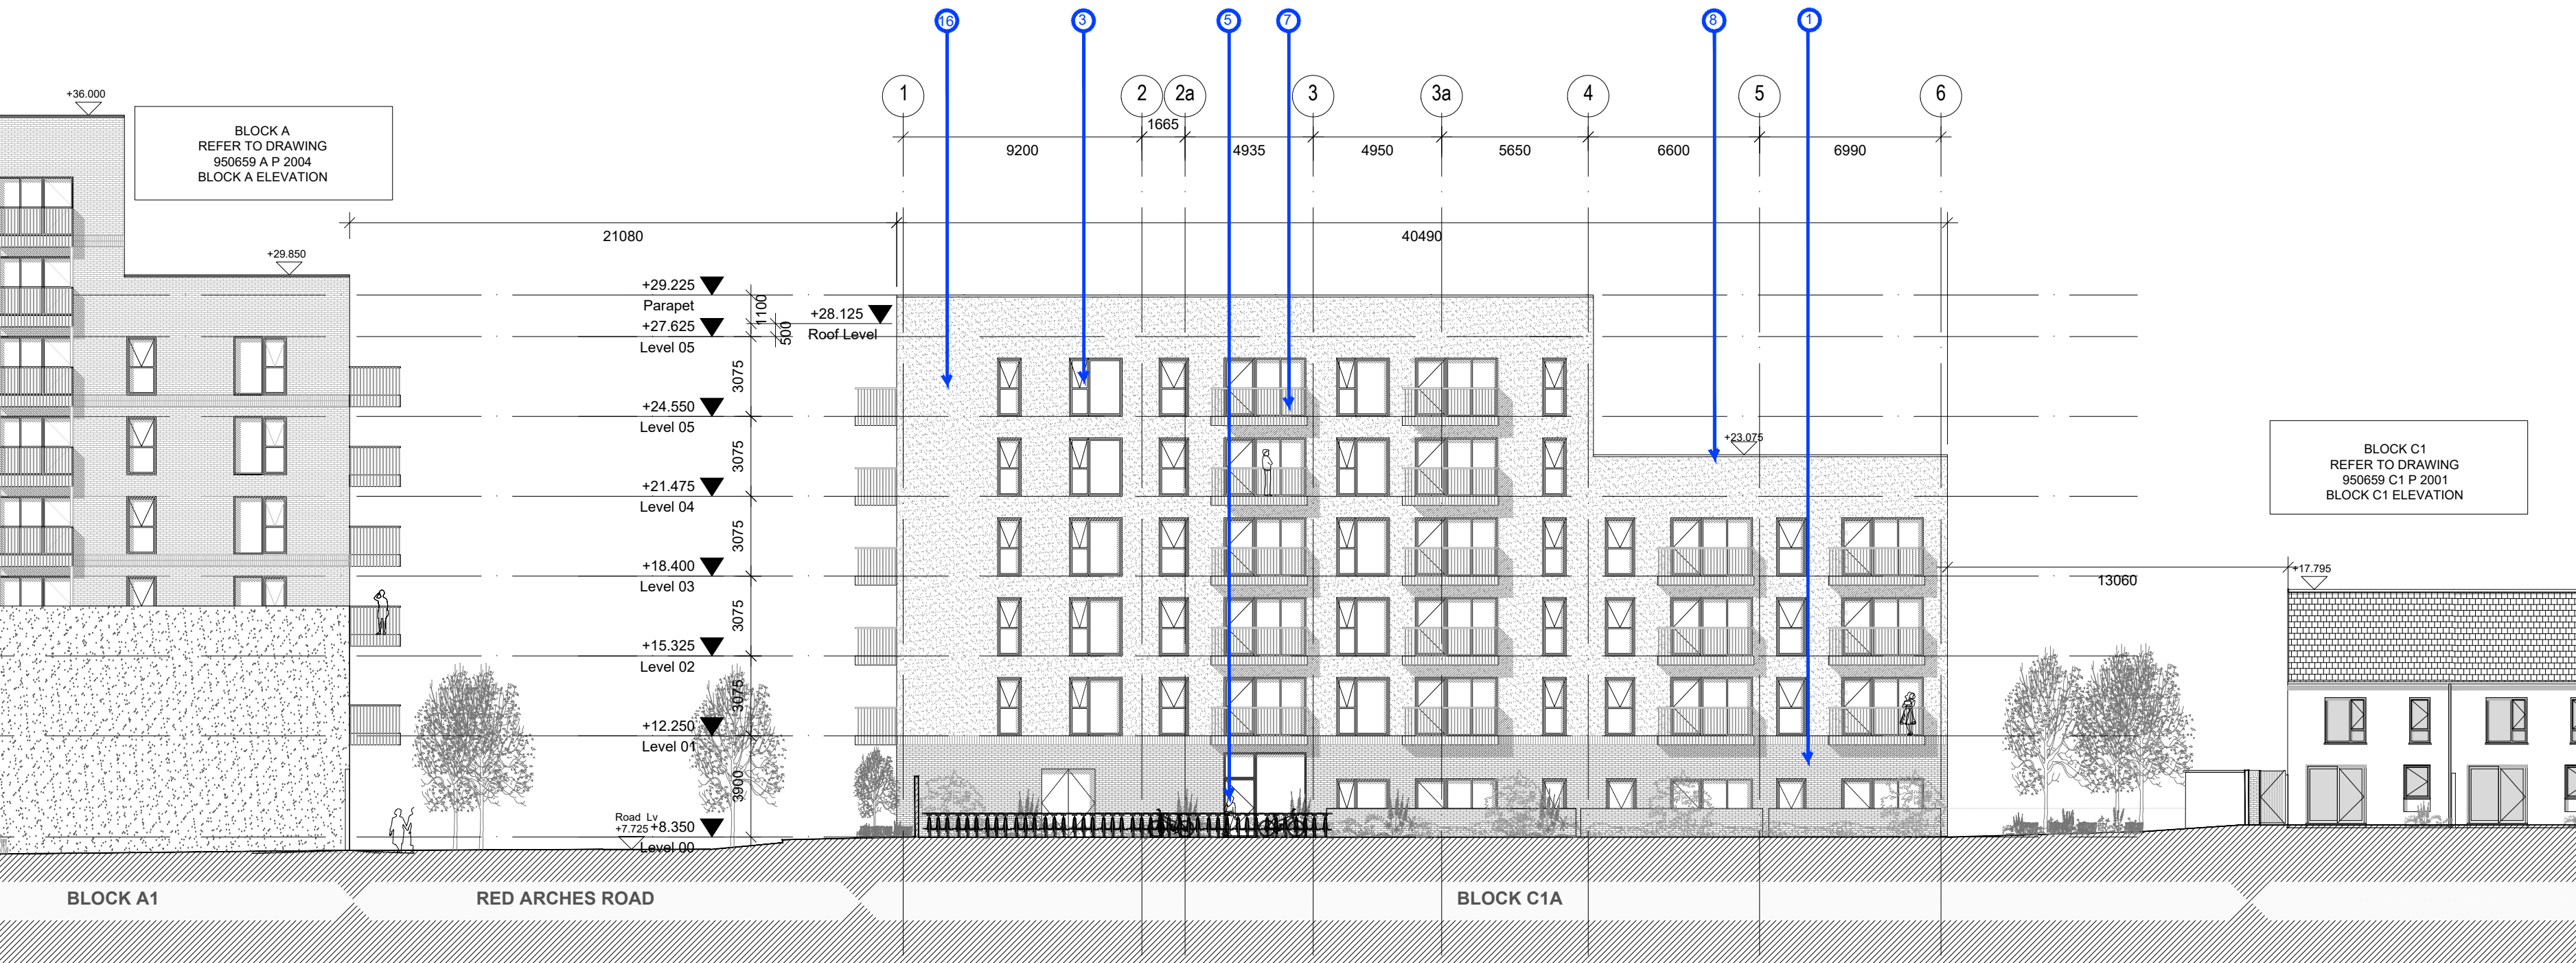 16
3
5
7
8
1
+36.000
BLOCK A
REFER TO DRAWING
950659 A P 2004
BLOCK A ELEVATION
1
2
2a
3
3a
4
5
6
1665
9200
4935
4950
5650
6600
6990
21080
40490
+29.850
+29.225
Parapet
1100
+28.125
Roof Level
+27.625
Level 05
500
3075
+24.550
Level 05
3075
+21.475
Level 04
3075
+18.400
Level 03
3075
+15.325
Level 02
3075
+12.250
Level 01
3900
Road Lv
+7.725
+8.350
Level 00
+23.075
BLOCK C1
REFER TO DRAWING
950659 C1 P 2001
BLOCK C1 ELEVATION
13060
+17.795
BLOCK A1
RED ARCHES ROAD
BLOCK C1A